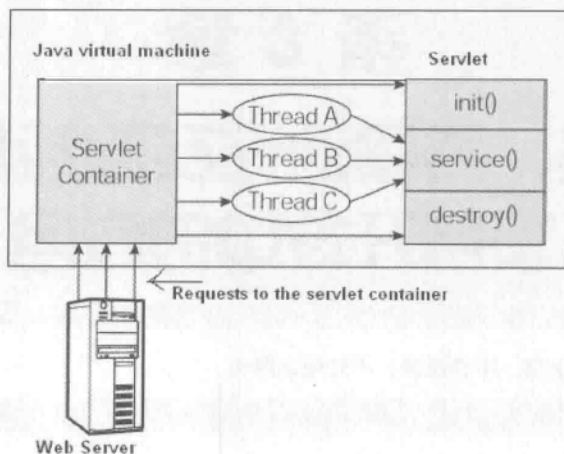 Java virtual machine
Servlet
Servlet
Container
Thread A
Thread B
Thread C
init()
service()
destroy()
Requests to the servlet container
Web Server